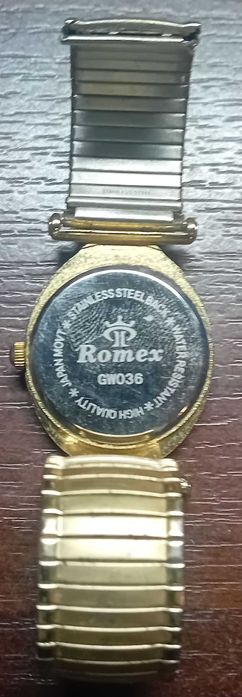 STAINLESS STEEL BACK * WATER RESISTANT * HIGH QUALITY * JAPAN MOVT *
Romex
GW036